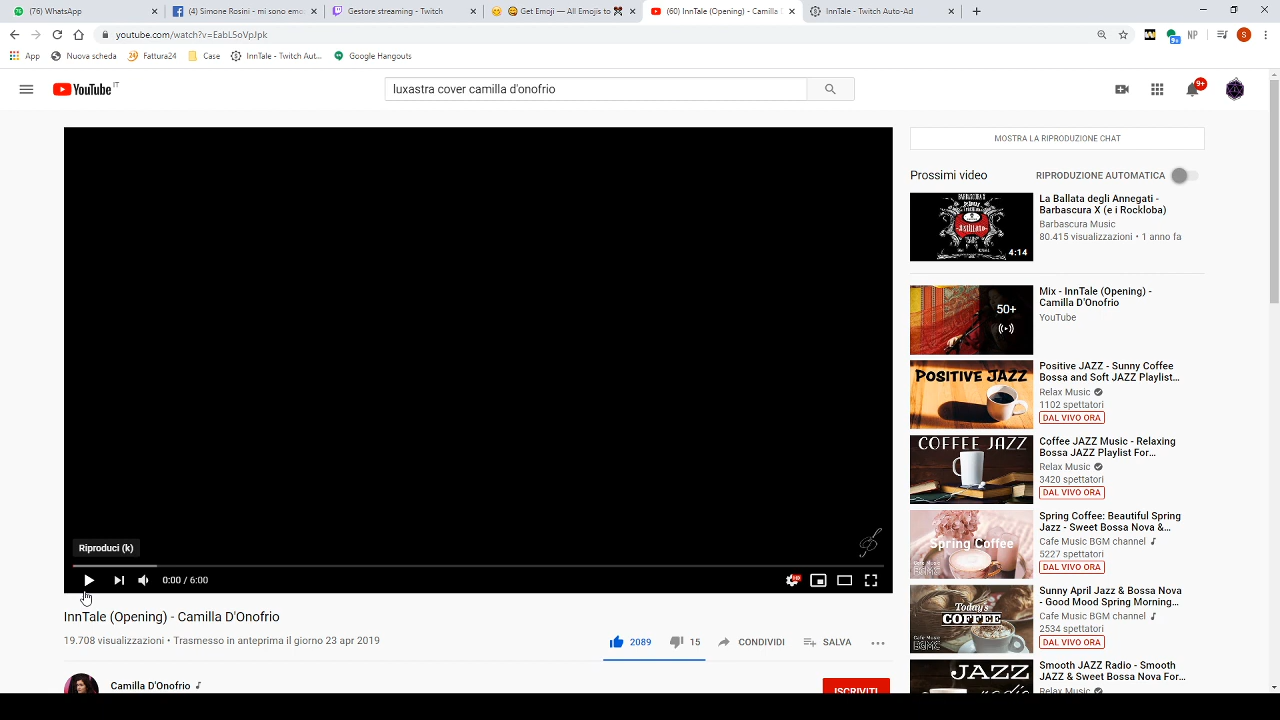 (76) WhatsApp
(4) Simone Rosini - mi sono emo
Gestore streaming - Twitch
Get Emoji — All Emojis to
(60) InnTale (Opening) - Camilla
InnTale - Twitch Auto-Ad
youtube.com/watch?v=EabL5oVpJpk
App
Nuova scheda
Fattura24
Case
InnTale - Twitch Aut...
Google Hangouts
YouTube IT
luxastra cover camilla d'onofrio
9+
MOSTRA LA RIPRODUZIONE CHAT
Prossimi video
RIPRODUZIONE AUTOMATICA
La Ballata degli Annegati -
Barbascura X (e i Rockloba)
Barbascura Music
80.415 visualizzazioni • 1 anno fa
4:14
Mix - InnTale (Opening) -
Camilla D'Onofrio
YouTube
50+
POSITIVE JAZZ
Positive JAZZ - Sunny Coffee
Bossa and Soft JAZZ Playlist...
Relax Music
1102 spettatori
DAL VIVO ORA
COFFEE JAZZ
Coffee JAZZ Music - Relaxing
Bossa JAZZ Playlist For...
Relax Music
3420 spettatori
DAL VIVO ORA
Spring Coffee
Spring Coffee: Beautiful Spring
Jazz - Sweet Bossa Nova &...
Cafe Music BGM channel
5227 spettatori
DAL VIVO ORA
Today's
COFFEE
Sunny April Jazz & Bossa Nova
- Good Mood Spring Morning...
Cafe Music BGM channel
2534 spettatori
DAL VIVO ORA
JAZZ
Smooth JAZZ Radio - Smooth
JAZZ & Sweet Bossa Nova For...
Relax Music
Riproduci (k)
0:00 / 6:00
InnTale (Opening) - Camilla D'Onofrio
19.708 visualizzazioni • Trasmesso in anteprima il giorno 23 apr 2019
2089
15
CONDIVIDI
SALVA
Camilla D'Onofrio
ISCRIVITI